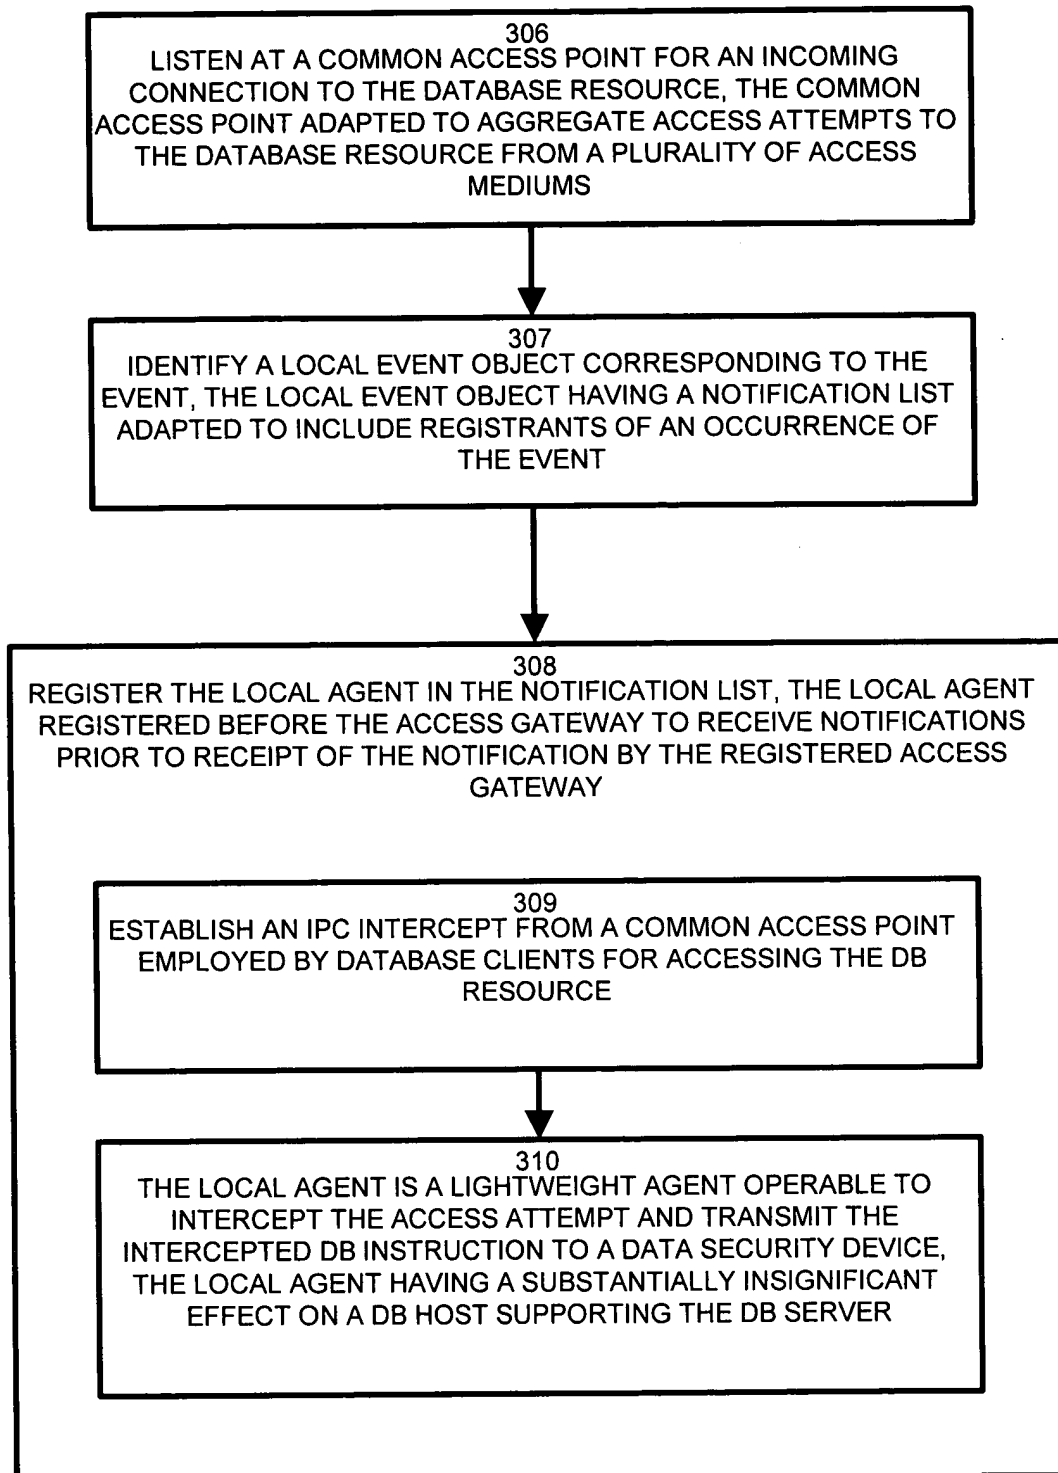 306
LISTEN AT A COMMON ACCESS POINT FOR AN INCOMING
CONNECTION TO THE DATABASE RESOURCE, THE COMMON
ACCESS POINT ADAPTED TO AGGREGATE ACCESS ATTEMPTS TO
THE DATABASE RESOURCE FROM A PLURALITY OF ACCESS
MEDIUMS
307
IDENTIFY A LOCAL EVENT OBJECT CORRESPONDING TO THE
EVENT, THE LOCAL EVENT OBJECT HAVING A NOTIFICATION LIST
ADAPTED TO INCLUDE REGISTRANTS OF AN OCCURRENCE OF
THE EVENT
308
REGISTER THE LOCAL AGENT IN THE NOTIFICATION LIST, THE LOCAL AGENT
REGISTERED BEFORE THE ACCESS GATEWAY TO RECEIVE NOTIFICATIONS
PRIOR TO RECEIPT OF THE NOTIFICATION BY THE REGISTERED ACCESS
GATEWAY
309
ESTABLISH AN IPC INTERCEPT FROM A COMMON ACCESS POINT
EMPLOYED BY DATABASE CLIENTS FOR ACCESSING THE DB
RESOURCE
310
THE LOCAL AGENT IS A LIGHTWEIGHT AGENT OPERABLE TO
INTERCEPT THE ACCESS ATTEMPT AND TRANSMIT THE
INTERCEPTED DB INSTRUCTION TO A DATA SECURITY DEVICE,
THE LOCAL AGENT HAVING A SUBSTANTIALLY INSIGNIFICANT
EFFECT ON A DB HOST SUPPORTING THE DB SERVER